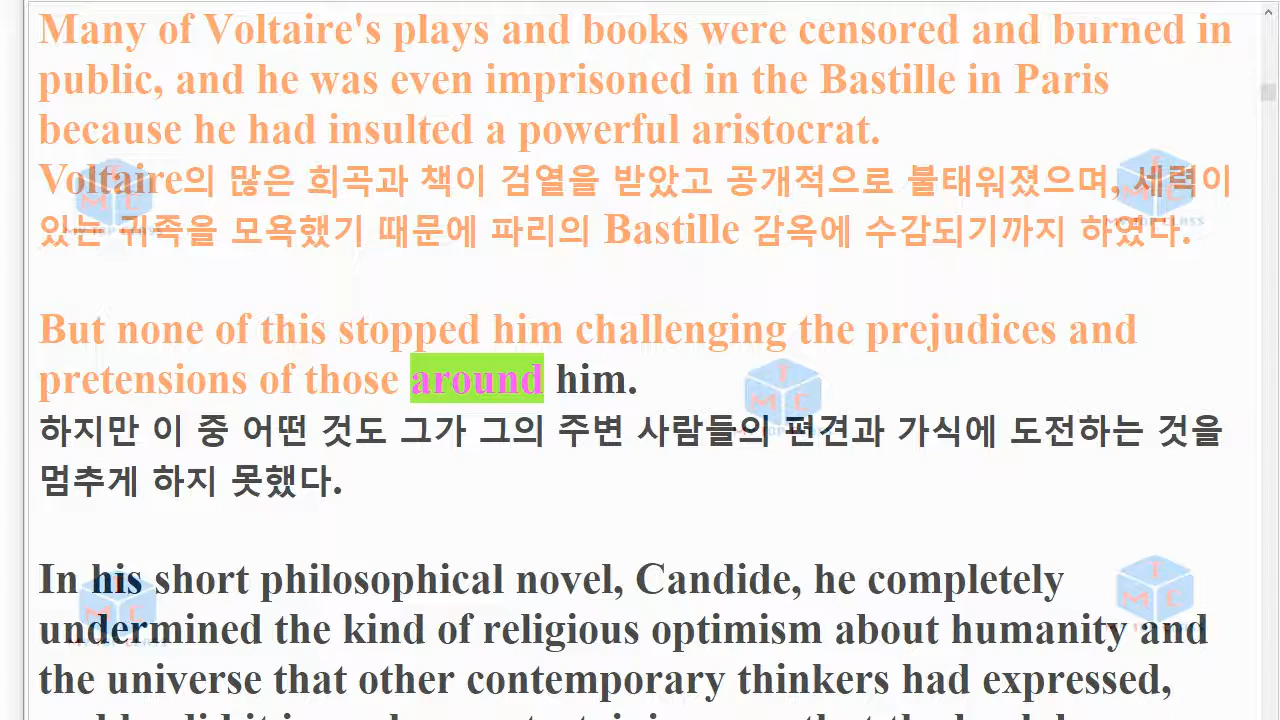 Many of Voltaire's plays and books were censored and burned in
public, and he was even imprisoned in the Bastille in Paris
because he had insulted a powerful aristocrat.
Voltaire의 많은 희곡과 책이 검열을 받았고 공개적으로 불태워졌으며, 세력이
있는 귀족을 모욕했기 때문에 파리의 Bastille 감옥에 수감되기까지 하였다.
But none of this stopped him challenging the prejudices and
pretensions of those around him.
하지만 이 중 어떤 것도 그가 그의 주변 사람들의 편견과 가식에 도전하는 것을
멈추게 하지 못했다.
In his short philosophical novel, Candide, he completely
undermined the kind of religious optimism about humanity and
the universe that other contemporary thinkers had expressed,